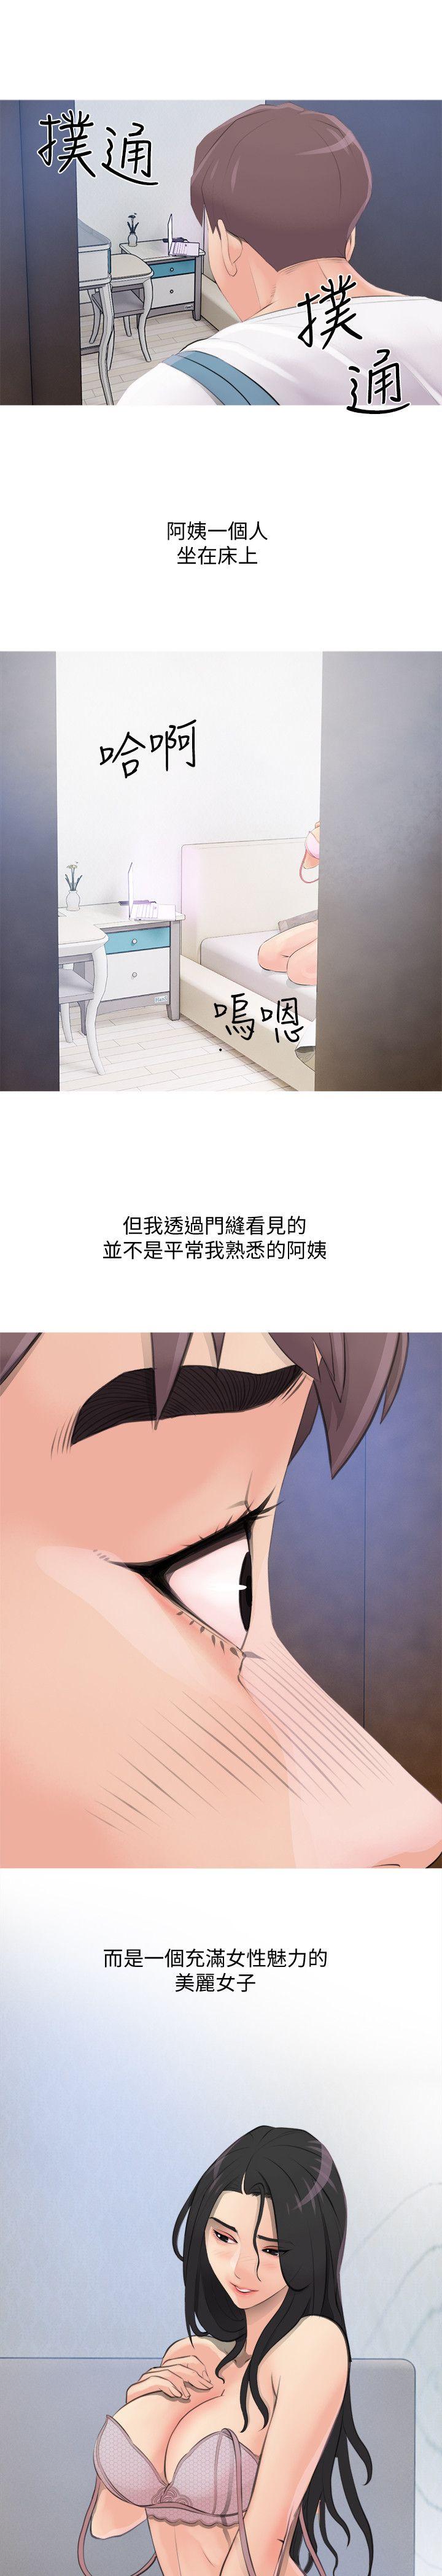 撲通
撲通
阿姨一個人
坐在床上
哈啊
嗚嗯
但我透過門縫看見的
並不是平常我熟悉的阿姨
而是一個充滿女性魅力的
美麗女子